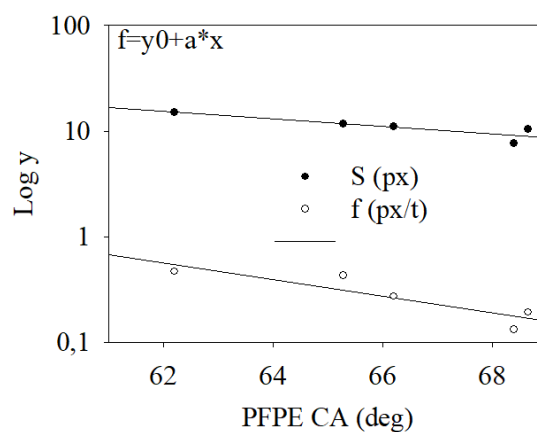 100
f=y0+a*x
10
S (px)
f (px/t)
1
0,1
Log y
62 64 66 68
PFPE CA (deg)